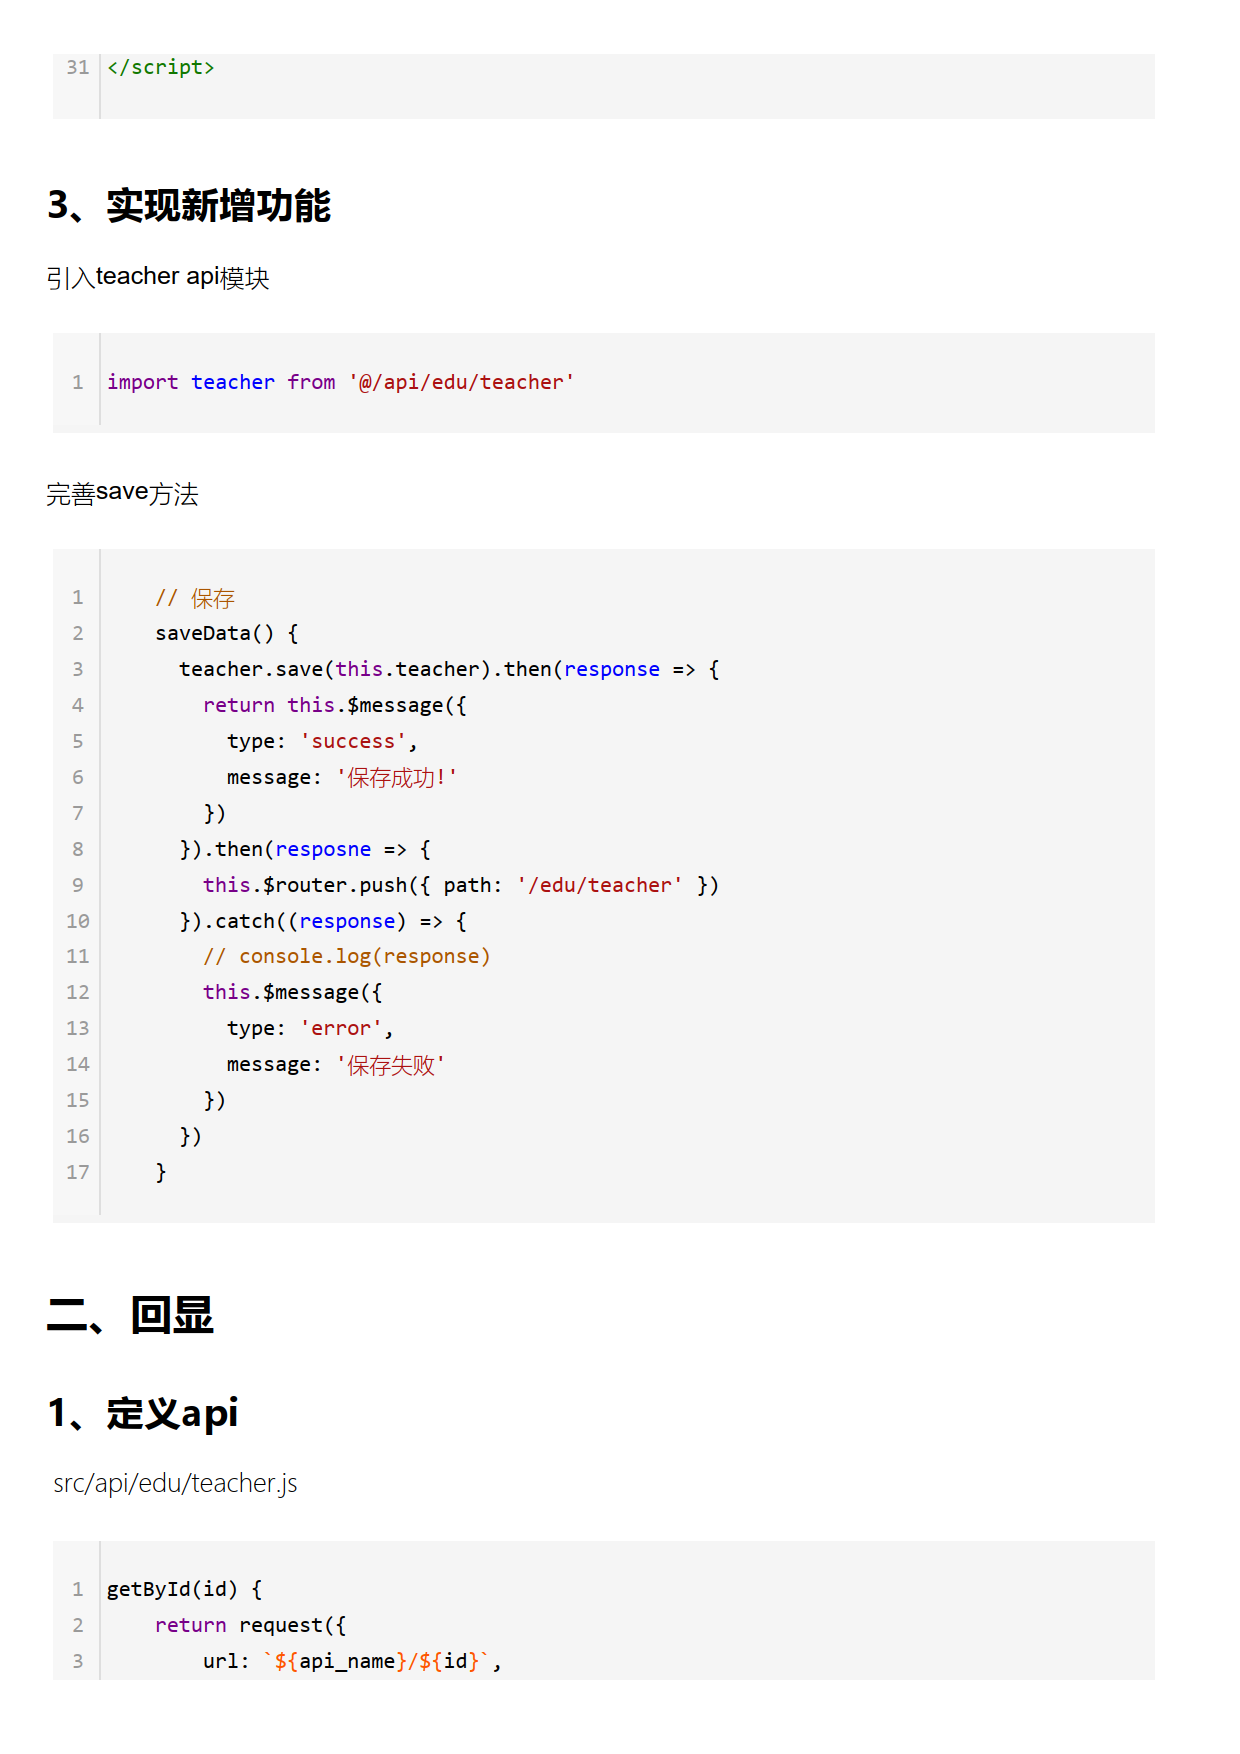 31 </script>
3、实现新增功能
引入teacher api模块
1 import teacher from '@/api/edu/teacher'
完善save方法
1     // 保存
2     saveData() {
3       teacher.save(this.teacher).then(response => {
4         return this.$message({
5           type: 'success',
6           message: '保存成功!'
7         })
8       }).then(resposne => {
9         this.$router.push({ path: '/edu/teacher' })
10       }).catch((response) => {
11         // console.log(response)
12         this.$message({
13           type: 'error',
14           message: '保存失败'
15         })
16       })
17     }
二、回显
1、定义api
src/api/edu/teacher.js
1 getById(id) {
2     return request({
3         url: `${api_name}/${id}`,